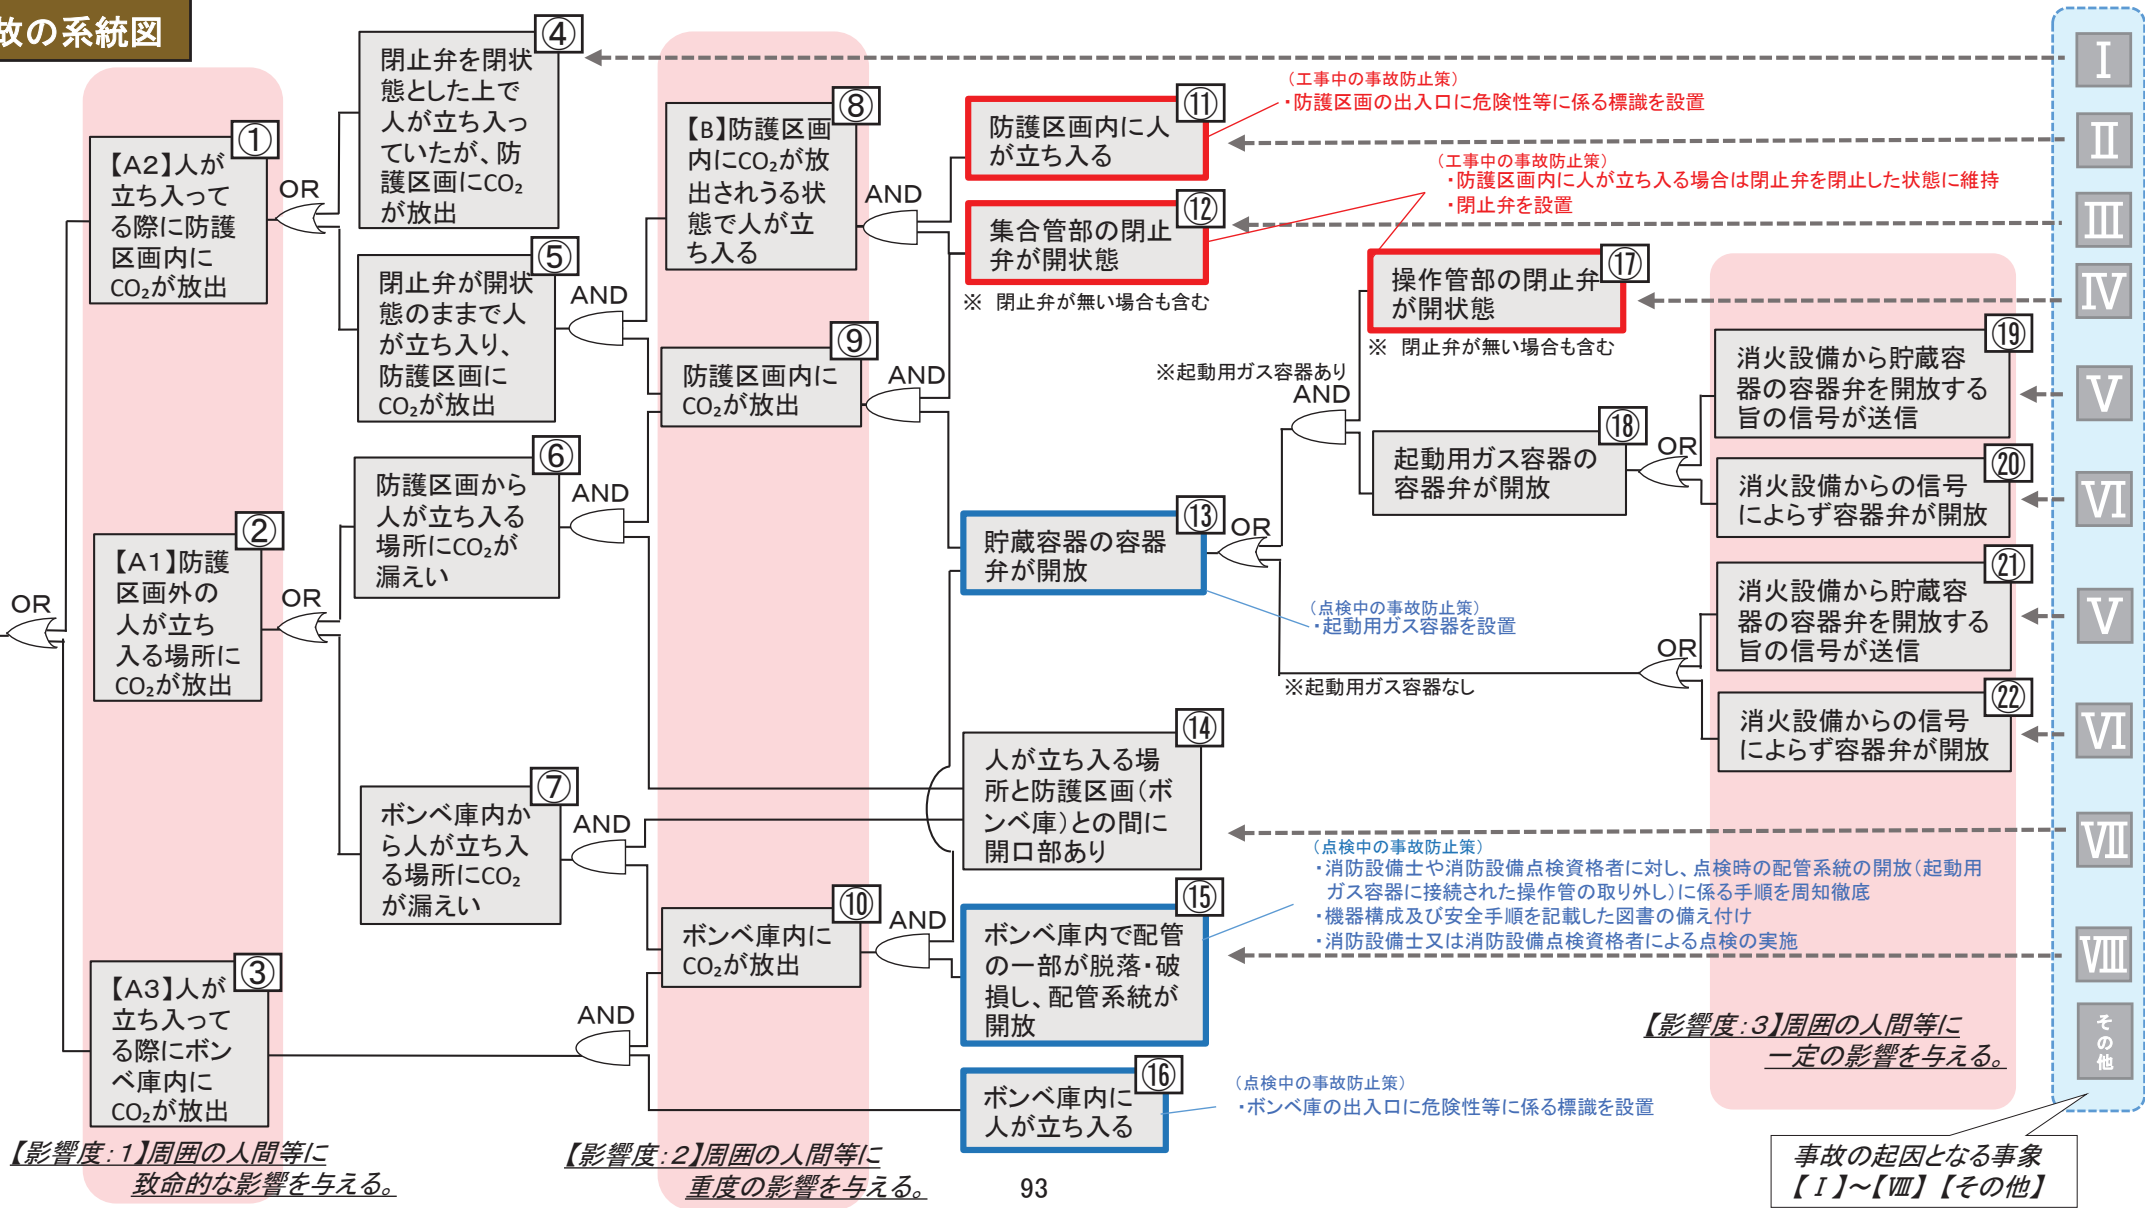 故の系統図
OR
①
【A2】人が
立ち入って
る際に防護
区画内に
CO₂が放出
OR
②
【A1】防護
区画外の
人が立ち
入る場所に
CO₂が放出
OR
③
【A3】人が
立ち入って
る際にボン
ベ庫内に
CO₂が放出
【影響度:1】周囲の人間等に
致命的な影響を与える。
④
閉止弁を閉状
態とした上で
人が立ち入っ
ていたが、防
護区画にCO₂
が放出
⑤
閉止弁が開状
態のままで人
が立ち入り、
防護区画に
CO₂が放出
AND
⑥
防護区画から
人が立ち入る
場所にCO₂が
漏えい
AND
⑦
ボンベ庫内か
ら人が立ち入
る場所にCO₂
が漏えい
AND
AND
⑧
【B】防護区画
内にCO₂が放
出されうる状
態で人が立
ち入る
AND
⑨
防護区画内に
CO₂が放出
AND
⑩
ボンベ庫内に
CO₂が放出
AND
【影響度:2】周囲の人間等に
重度の影響を与える。
⑪
防護区画内に人
が立ち入る
(工事中の事故防止策)
・防護区画の出入口に危険性等に係る標識を設置
⑫
集合管部の閉止
弁が開状態
※ 閉止弁が無い場合も含む
(工事中の事故防止策)
・防護区画内に人が立ち入る場合は閉止弁を閉止した状態に維持
・閉止弁を設置
⑬
貯蔵容器の容器
弁が開放
OR
(点検中の事故防止策)
・起動用ガス容器を設置
⑭
人が立ち入る場
所と防護区画(ボ
ンベ庫)との間に
開口部あり
⑮
ボンベ庫内で配管
の一部が脱落・破
損し、配管系統が
開放
(点検中の事故防止策)
・消防設備士や消防設備点検資格者に対し、点検時の配管系統の開放(起動用
ガス容器に接続された操作管の取り外し)に係る手順を周知徹底
・機器構成及び安全手順を記載した図書の備え付け
・消防設備士又は消防設備点検資格者による点検の実施
⑯
ボンベ庫内に
人が立ち入る
(点検中の事故防止策)
・ボンベ庫の出入口に危険性等に係る標識を設置
※起動用ガス容器あり
AND
※起動用ガス容器なし
⑰
操作管部の閉止弁
が開状態
※ 閉止弁が無い場合も含む
⑱
起動用ガス容器の
容器弁が開放
OR
OR
⑲
消火設備から貯蔵容
器の容器弁を開放する
旨の信号が送信
⑳
消火設備からの信号
によらず容器弁が開放
㉑
消火設備から貯蔵容
器の容器弁を開放する
旨の信号が送信
㉒
消火設備からの信号
によらず容器弁が開放
【影響度:3】周囲の人間等に
一定の影響を与える。
Ⅰ
Ⅱ
Ⅲ
Ⅳ
Ⅴ
Ⅵ
Ⅴ
Ⅵ
Ⅶ
Ⅷ
その他
事故の起因となる事象
【Ⅰ】～【Ⅷ】【その他】
93